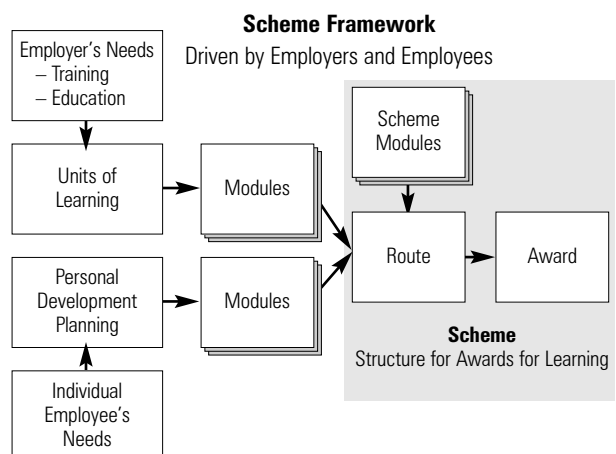 Scheme Framework
Driven by Employers and Employees
Employer's Needs
– Training
– Education
Units of
Learning
Modules
Scheme
Modules
Personal
Development
Planning
Modules
Route
Award
Individual
Employee's
Needs
Scheme
Structure for Awards for Learning